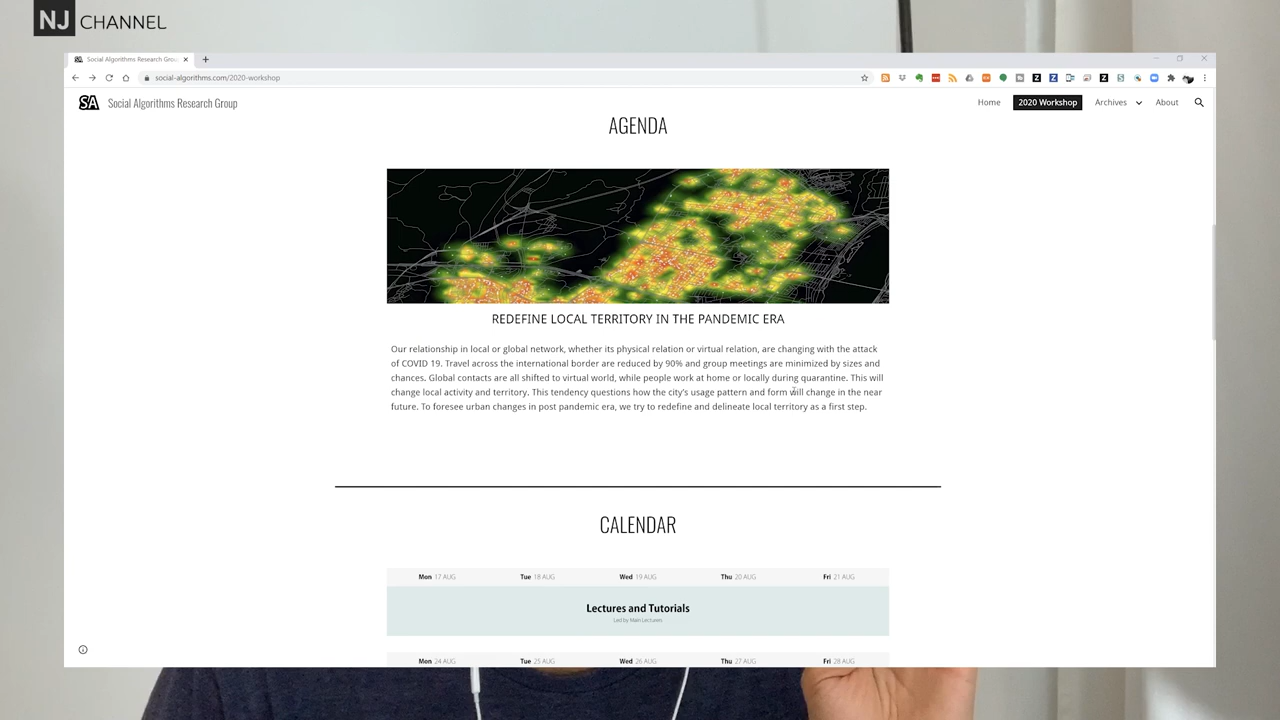 NJ CHANNEL
Social Algorithms Research Grou
social-algorithms.com/2020-workshop
SA Social Algorithms Research Group
Home 2020 Workshop Archives About
AGENDA
REDEFINE LOCAL TERRITORY IN THE PANDEMIC ERA
Our relationship in local or global network, whether its physical relation or virtual relation, are changing with the attack
of COVID 19. Travel across the international border are reduced by 90% and group meetings are minimized by sizes and
chances. Global contacts are all shifted to virtual world, while people work at home or locally during quarantine. This will
change local activity and territory. This tendency questions how the city's usage pattern and form will change in the near
future. To foresee urban changes in post pandemic era, we try to redefine and delineate local territory as a first step.
CALENDAR
Mon 17 AUG Tue 18 AUG Wed 19 AUG Thu 20 AUG Fri 21 AUG
Lectures and Tutorials
Led by Main Lecturers
Mon 24 AUG Tue 25 AUG Wed 26 AUG Thu 27 AUG Fri 28 AUG